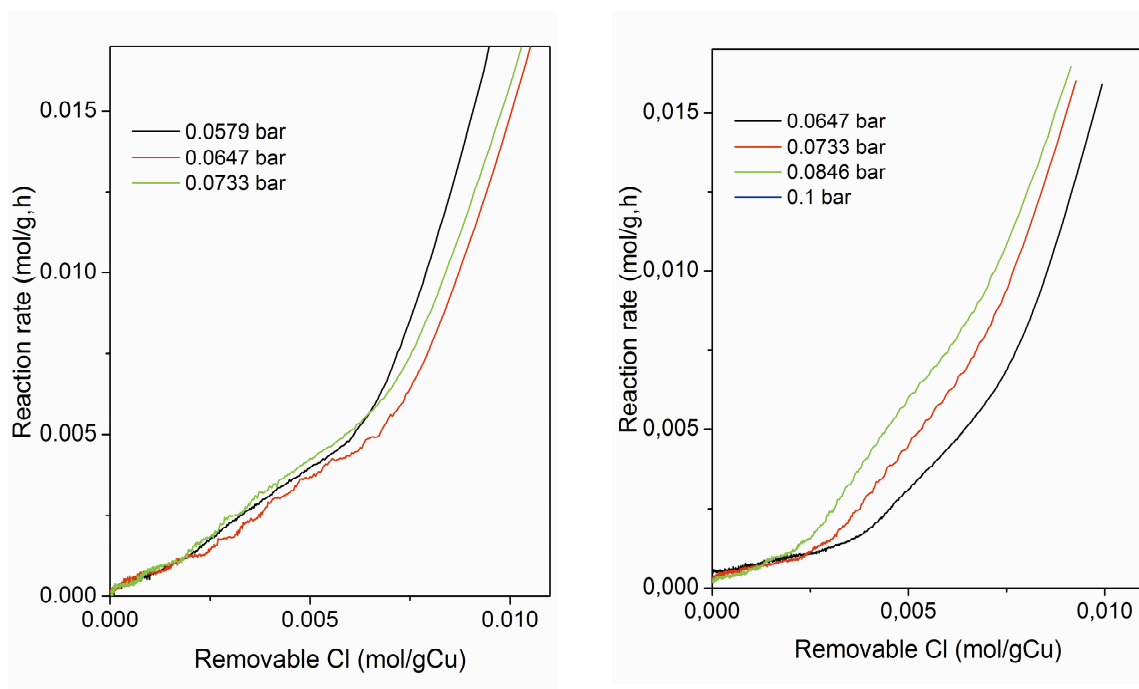 0.015
0.010
0.005
0.000
0.000
0.005
0.010
Reaction rate (mol/g,h)
Removable Cl (mol/gCu)
0.0579 bar
0.0647 bar
0.0733 bar
0,015
0,010
0,005
0,000
0,000
0,005
0,010
Reaction rate (mol/g,h)
Removable Cl (mol/gCu)
0.0647 bar
0.0733 bar
0.0846 bar
0.1 bar